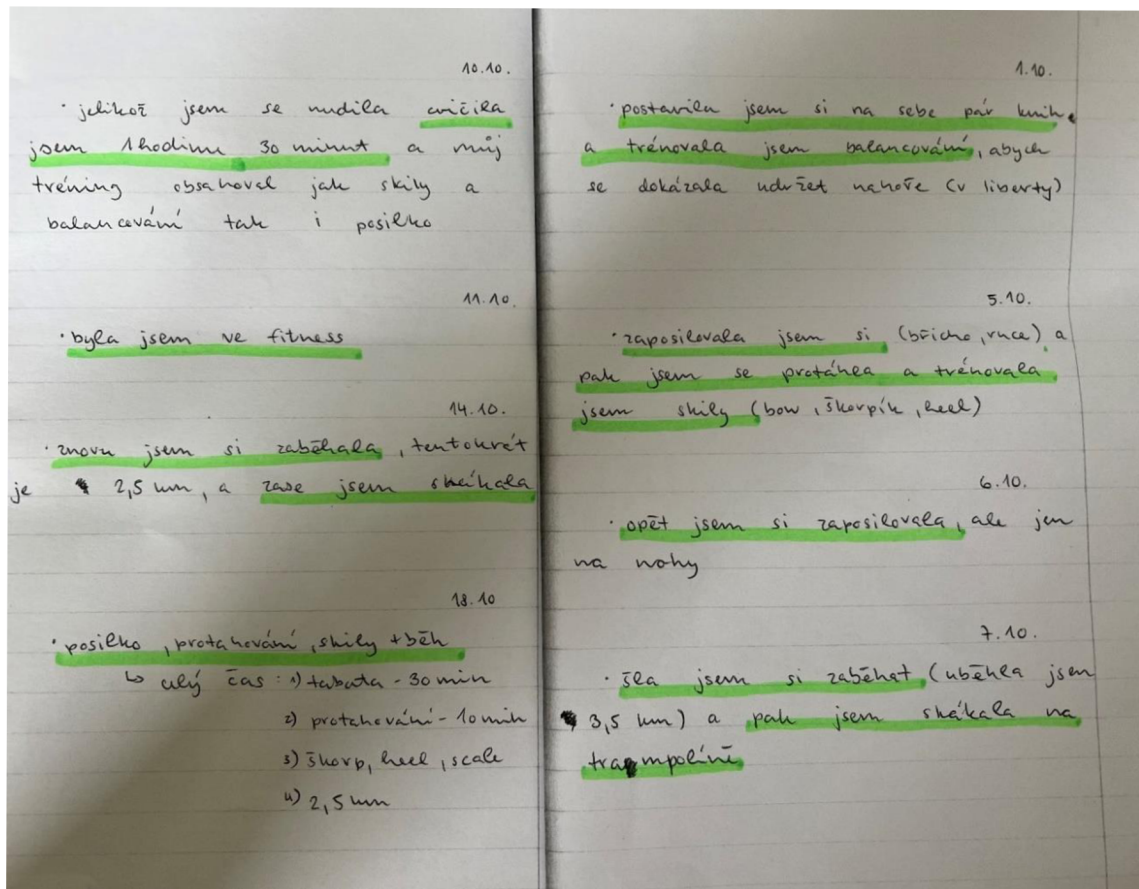 10.10.
· jelikož jsem se nudila cvičila
jsem 1 hodinu 30 minut a můj
tréning obsahoval jak skily a
balancování tak i posilko
11.10.
· byla jsem ve fitness
14.10.
· znovu jsem si zaběhala, tentokrát
je 2,5 km, a zase jsem skákala
18.10
· posilko, protahování, skily + běh
↳ celý čas: 1) tabata - 30 min
2) protahování - 10 min
3) škorp, heel, scale
4) 2,5 km
1.10.
· postavila jsem si na sebe pár knih
a trénovala jsem balancování, abych
se dokázala udržet nahoře (v liberty)
5.10.
· zaposilovala jsem si (břicho, ruce) a
pak jsem se protáhla a trénovala
jsem skily (bow, škorpík, heel)
6.10.
· opět jsem si zaposilovala, ale jen
na nohy
7.10.
· šla jsem si zaběhat (uběhla jsem
3,5 km) a pak jsem skákala na
trampolíně